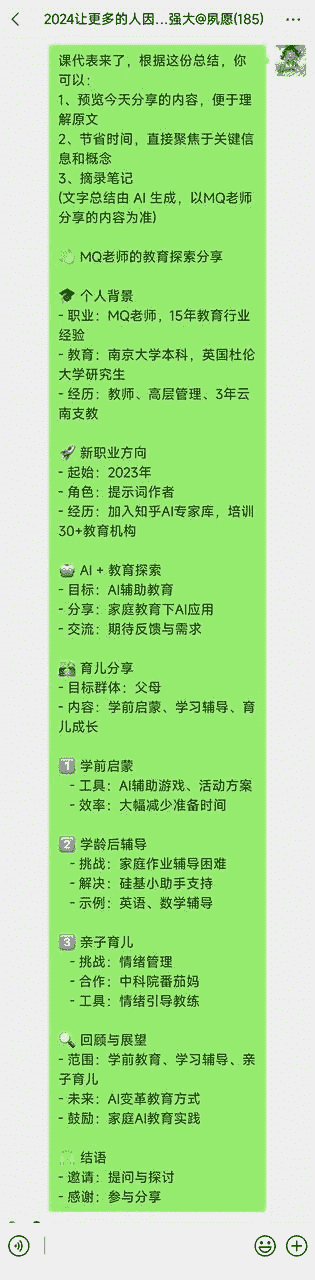 2024让更多的人因...强大@夙愿(185)
课代表来了，根据这份总结，你
可以：
1、预览今天分享的内容，便于理
解原文
2、节省时间，直接聚焦于关键信
息和概念
3、摘录笔记
(文字总结由 AI 生成，以MQ老师
分享的内容为准)
MQ老师的教育探索分享
个人背景
- 职业：MQ老师，15年教育行业
经验
- 教育：南京大学本科，英国杜伦
大学研究生
- 经历：教师、高层管理、3年云
南支教
新职业方向
- 起始：2023年
- 角色：提示词作者
- 经历：加入知乎AI专家库，培训
30+教育机构
AI + 教育探索
- 目标：AI辅助教育
- 分享：家庭教育下AI应用
- 交流：期待反馈与需求
育儿分享
- 目标群体：父母
- 内容：学前启蒙、学习辅导、育
儿成长
1 学前启蒙
- 工具：AI辅助游戏、活动方案
- 效率：大幅减少准备时间
2 学龄后辅导
- 挑战：家庭作业辅导困难
- 解决：硅基小助手支持
- 示例：英语、数学辅导
3 亲子育儿
- 挑战：情绪管理
- 合作：中科院番茄妈
- 工具：情绪引导教练
回顾与展望
- 范围：学前教育、学习辅导、亲
子育儿
- 未来：AI变革教育方式
- 鼓励：家庭AI教育实践
结语
- 邀请：提问与探讨
- 感谢：参与分享